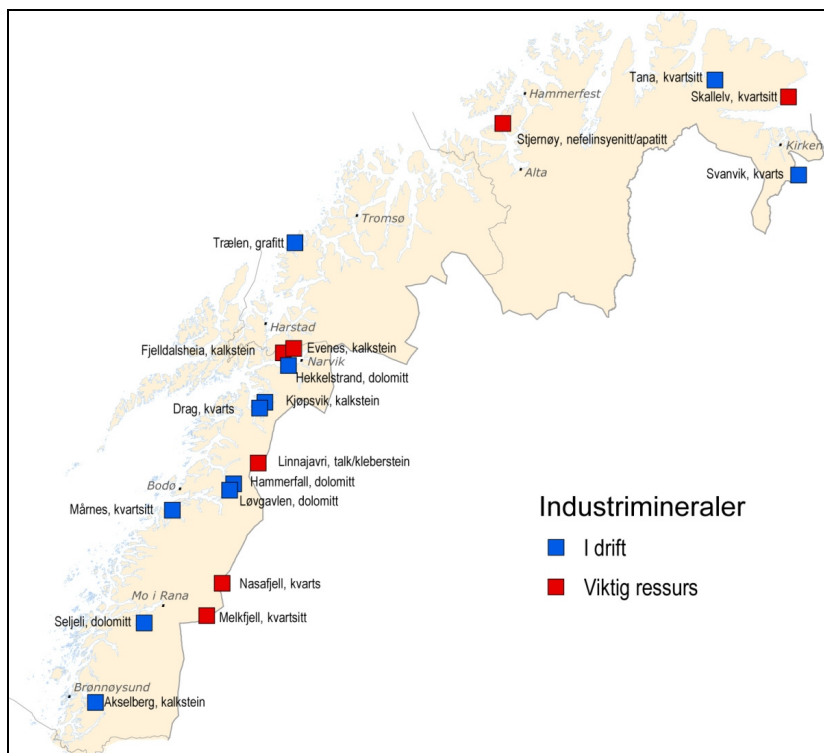 Tana, kvartsitt
Hammerfest
Skallelv, kvartsitt
Stjernøy, nefelinsyenitt/apatitt
Kirken
Alta
Svanvik, kvarts
Tromsø
Trælen, grafitt
Harstad
Fjelldalsheia, kalkstein
Evenes, kalkstein
Narvik
Hekkelstrand, dolomitt
Drag, kvarts
Kjøpsvik, kalkstein
Linnajavri, talk/kleberstein
Hammerfall, dolomitt
Bodø
Løvgavlen, dolomitt
Mårnes, kvartsitt
Industrimineraler
I drift
Viktig ressurs
Nasafjell, kvarts
Mo i Rana
Melkfjell, kvartsitt
Seljeli, dolomitt
Brønnøysund
Akselberg, kalkstein